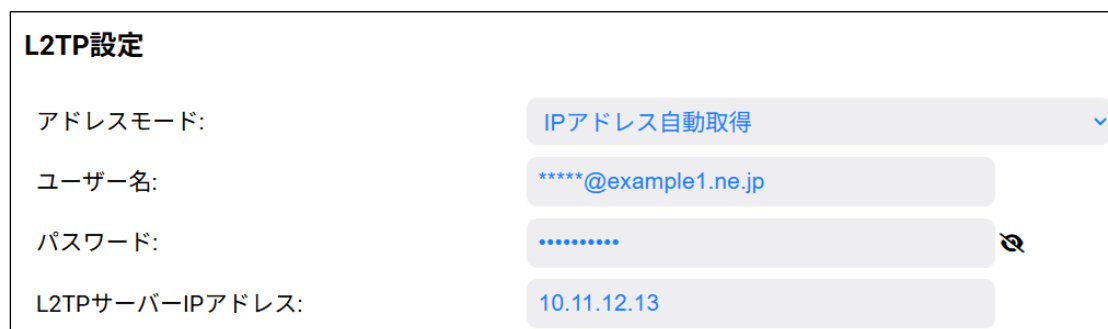 L2TP設定
アドレスモード: IPアドレス自動取得
ユーザー名: *****@example1.ne.jp
パスワード: ••••••••••
L2TPサーバーIPアドレス: 10.11.12.13